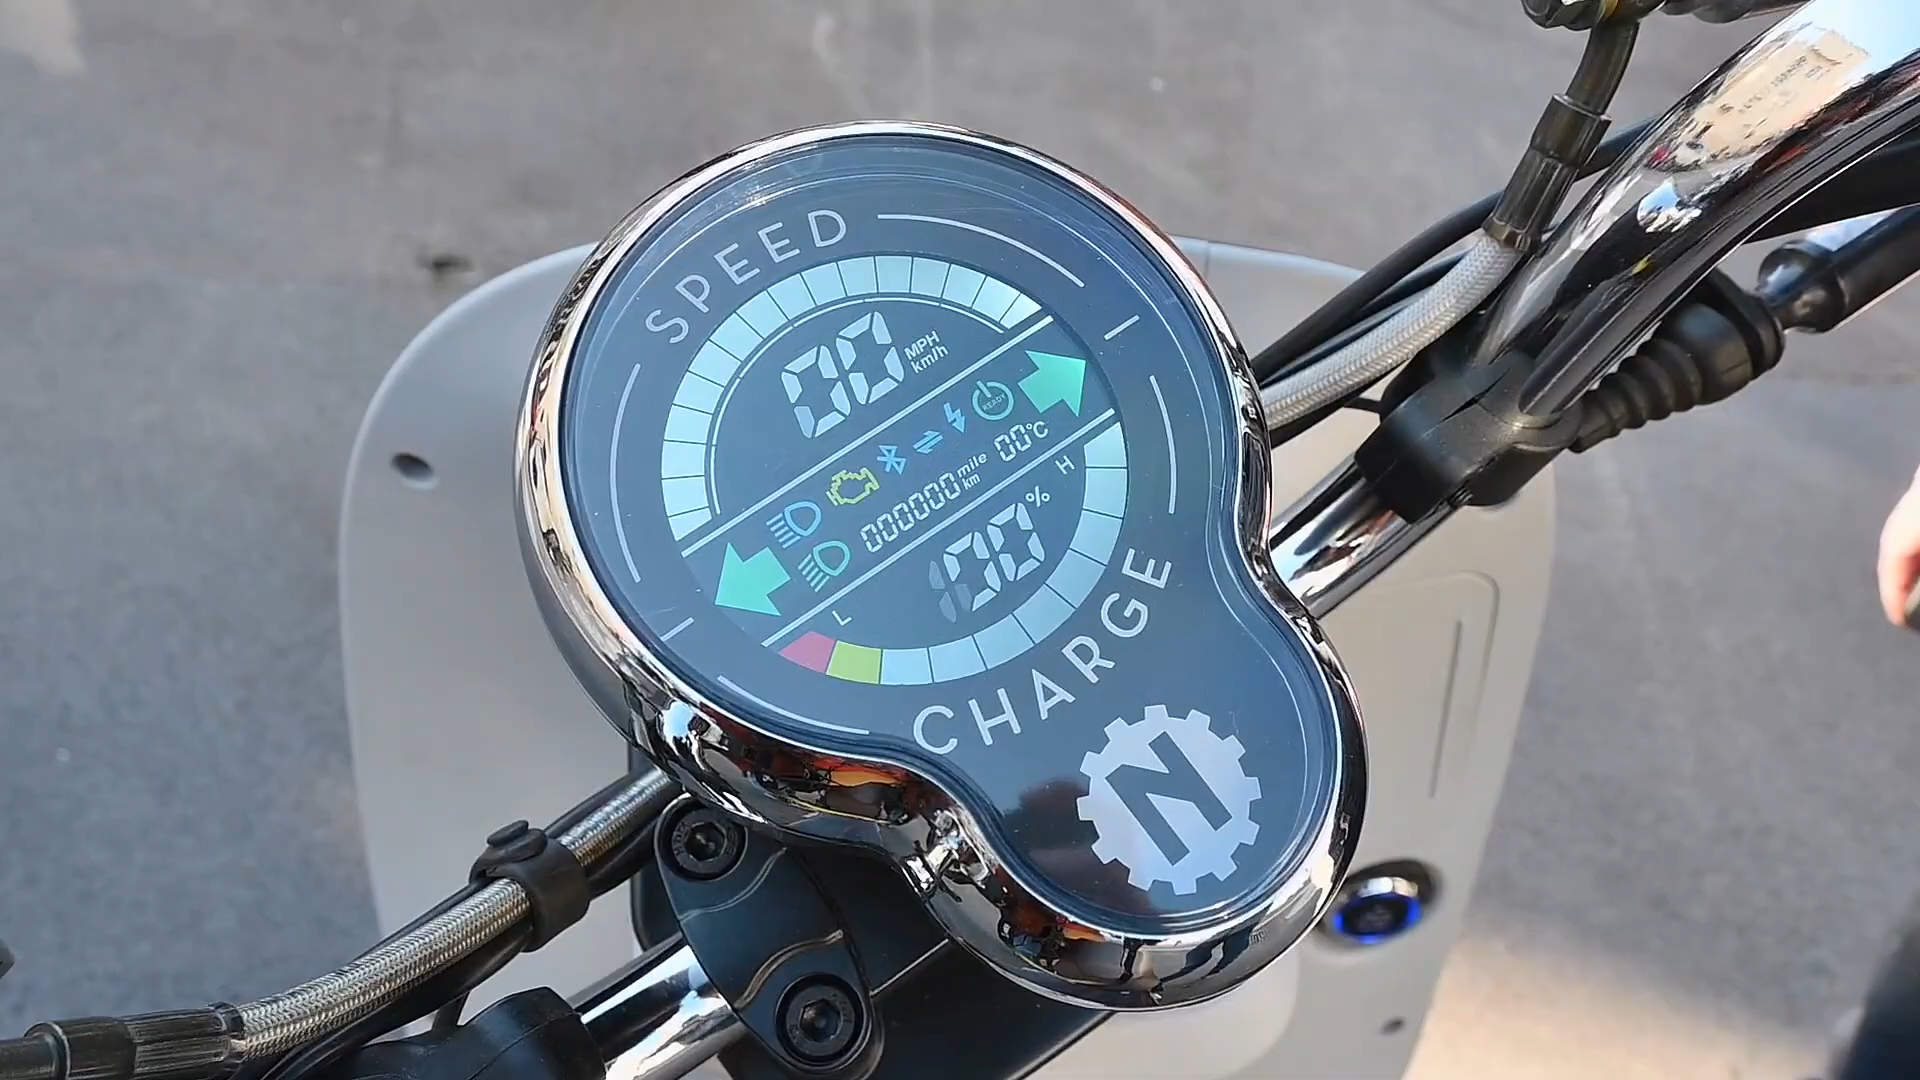 SPEED
00 MPH
km/h
READY
000000 mile
km
00°C
H
L
100 %
CHARGE
N